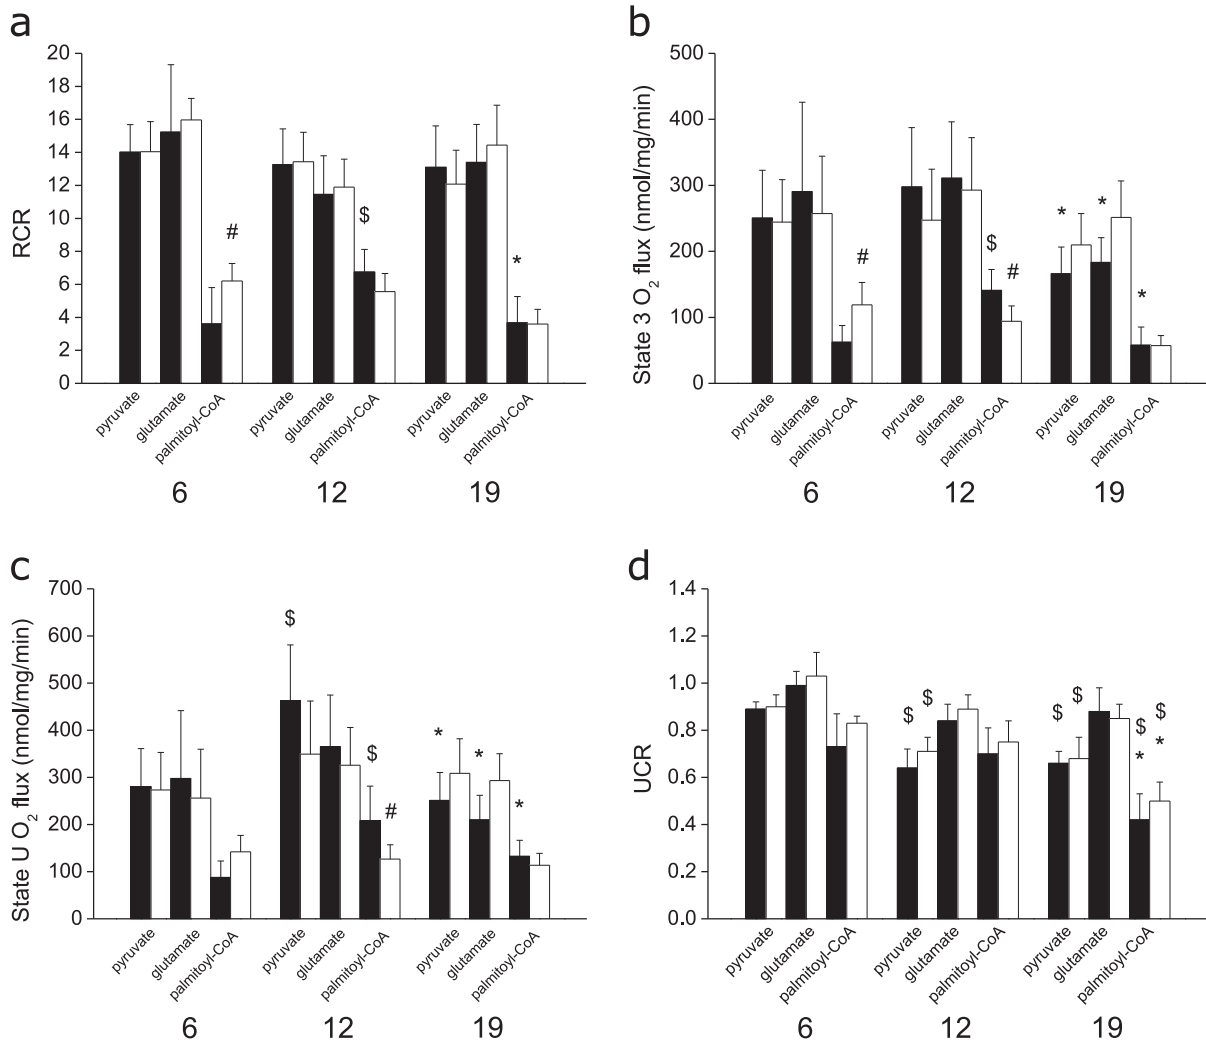 a
RCR
20
18
16
14
12
10
8
6
4
2
0
#
$
*
pyruvate
glutamate
palmitoyl-CoA
pyruvate
glutamate
palmitoyl-CoA
pyruvate
glutamate
palmitoyl-CoA
6
12
19
b
State 3 O2 flux (nmol/mg/min)
500
400
300
200
100
0
#
$
#
*
*
*
pyruvate
glutamate
palmitoyl-CoA
pyruvate
glutamate
palmitoyl-CoA
pyruvate
glutamate
palmitoyl-CoA
6
12
19
c
State U O2 flux (nmol/mg/min)
700
600
500
400
300
200
100
0
$
$
#
*
*
*
pyruvate
glutamate
palmitoyl-CoA
pyruvate
glutamate
palmitoyl-CoA
pyruvate
glutamate
palmitoyl-CoA
6
12
19
d
UCR
1.4
1.2
1.0
0.8
0.6
0.4
0.2
0.0
$
$
$
$
$
*
$
*
pyruvate
glutamate
palmitoyl-CoA
pyruvate
glutamate
palmitoyl-CoA
pyruvate
glutamate
palmitoyl-CoA
6
12
19